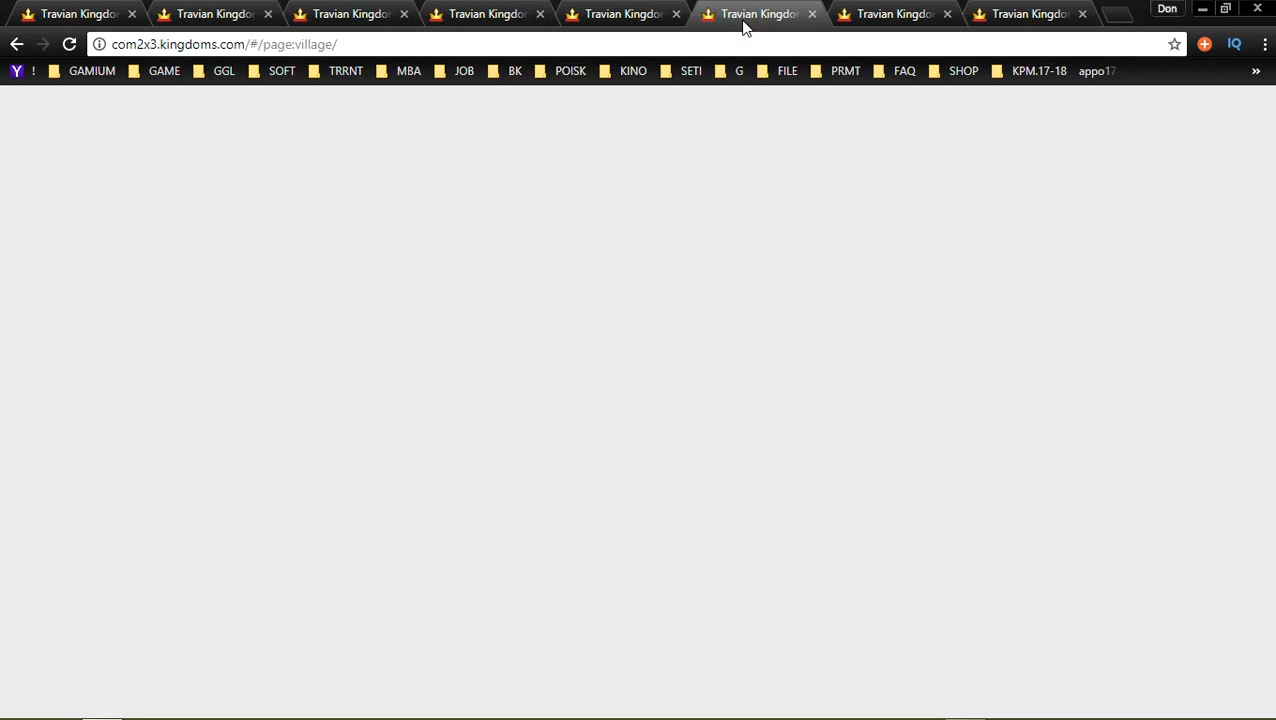 Travian Kingdo Travian Kingdo Travian Kingdo Travian Kingdo Travian Kingdo Travian Kingdo Travian Kingdo Travian Kingdo Don
com2x3.kingdoms.com/#/page:village/ IQ
Y ! GAMIUM GAME GGL SOFT TRRNT MBA JOB BK POISK KINO SETI G FILE PRMT FAQ SHOP KPM.17-18 appo17 »